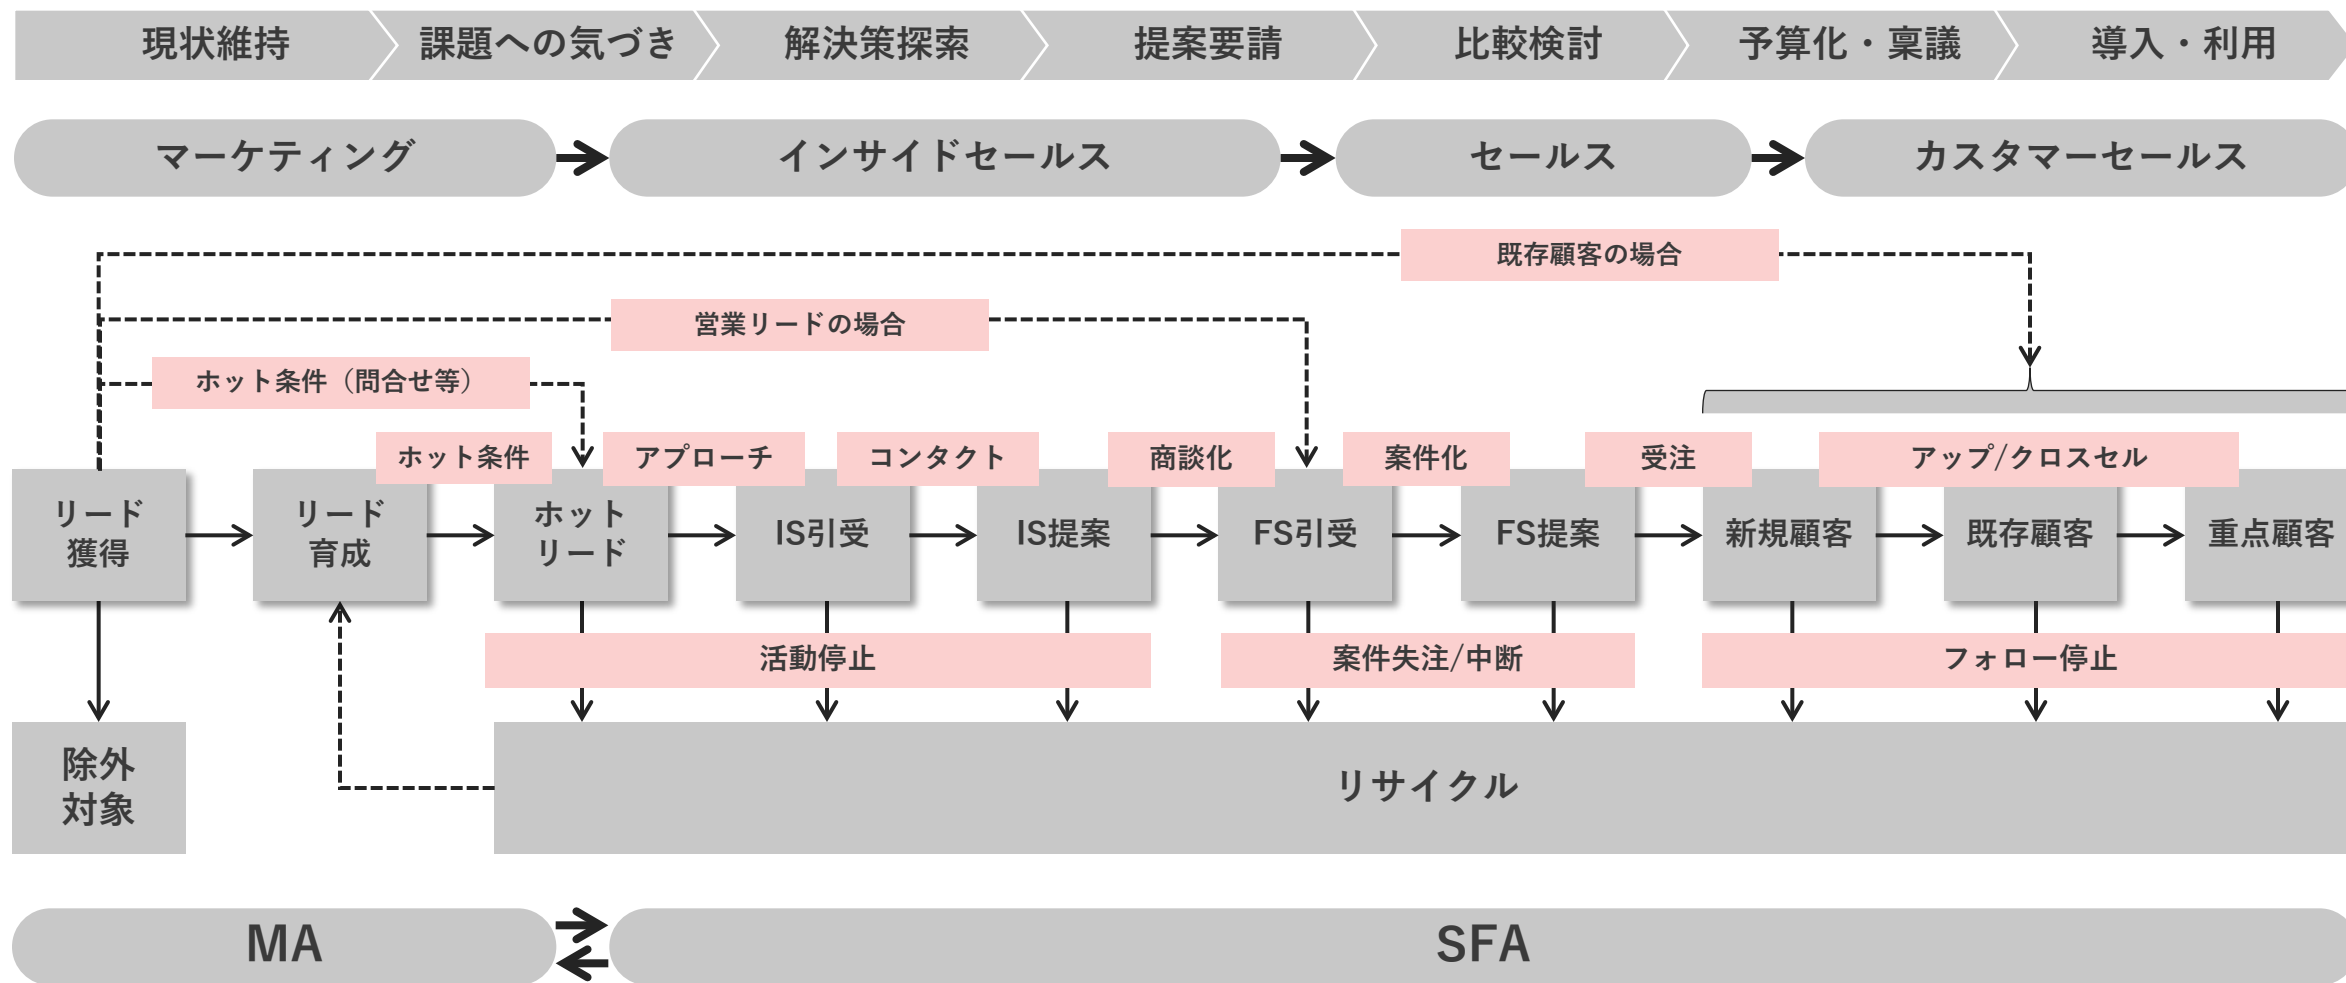 現状維持
課題への気づき
解決策探索
提案要請
比較検討
予算化・稟議
導入・利用
マーケティング
インサイドセールス
セールス
カスタマーセールス
既存顧客の場合
営業リードの場合
ホット条件（問合せ等）
ホット条件
アプローチ
コンタクト
商談化
案件化
受注
アップ/クロスセル
リード
獲得
リード
育成
ホット
リード
IS引受
IS提案
FS引受
FS提案
新規顧客
既存顧客
重点顧客
活動停止
案件失注/中断
フォロー停止
除外
対象
リサイクル
MA
SFA